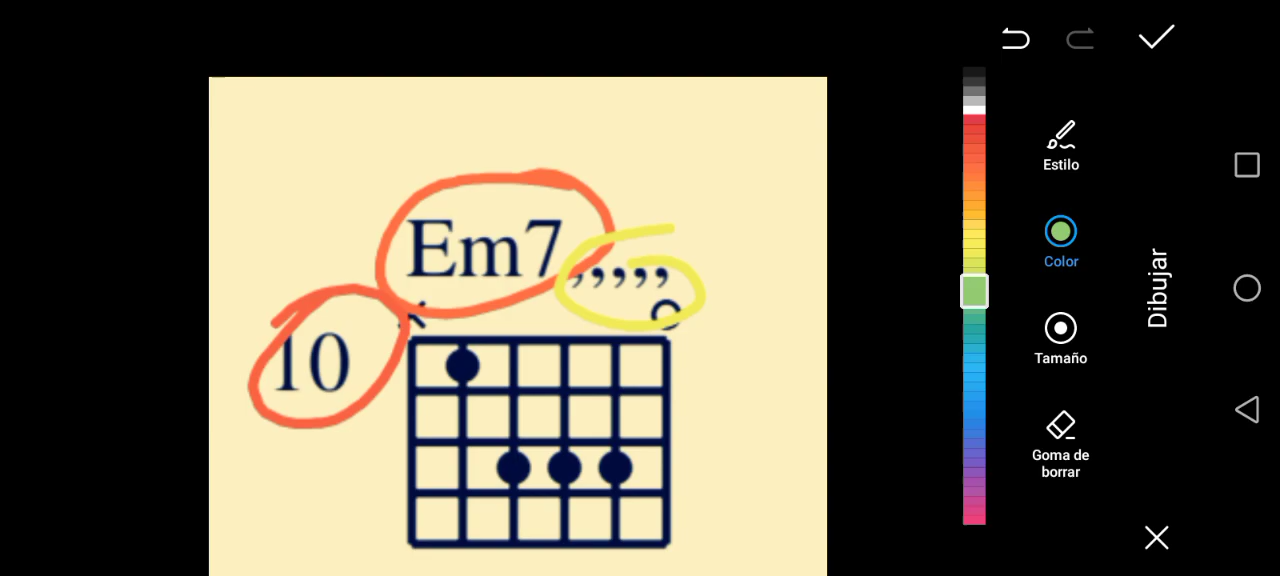 Em7,,,,,
x
10
Estilo
Color
Tamaño
Goma de
borrar
Dibujar